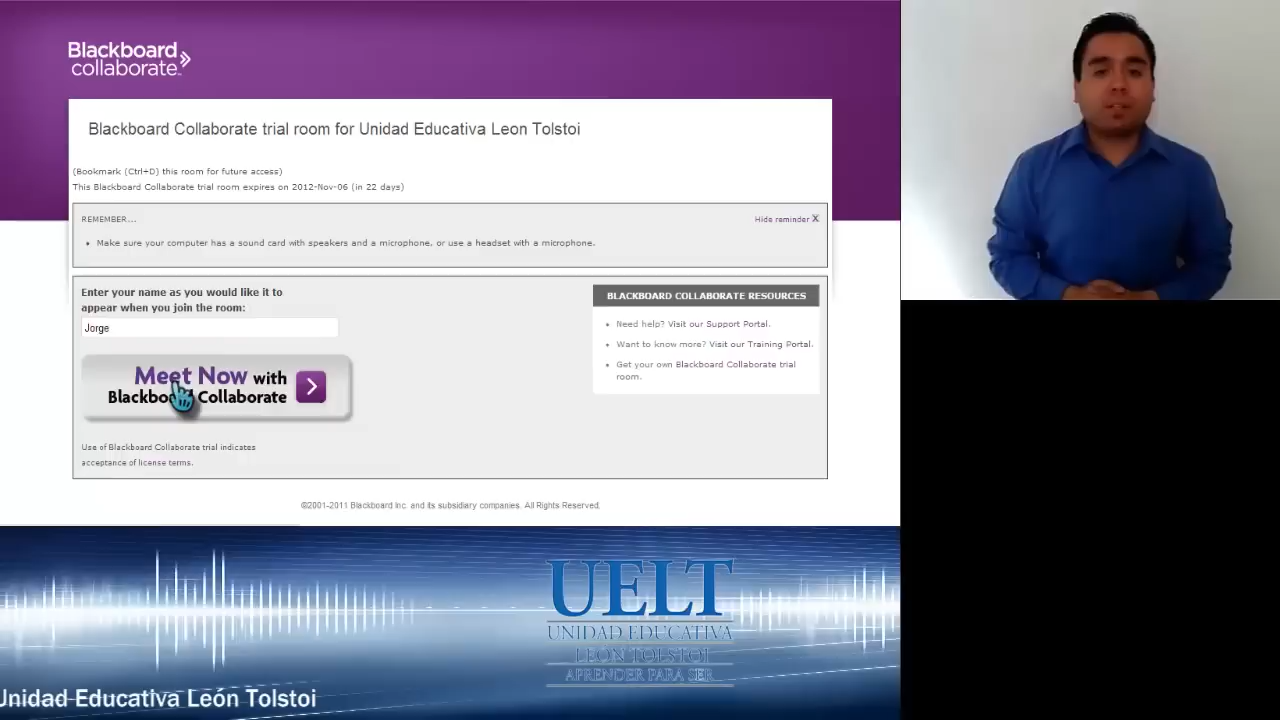 Blackboard
collaborate™
Blackboard Collaborate trial room for Unidad Educativa Leon Tolstoi
(Bookmark (Ctrl+D) this room for future access)
This Blackboard Collaborate trial room expires on 2012-Nov-06 (in 22 days)
REMEMBER...
Hide reminder X
Make sure your computer has a sound card with speakers and a microphone, or use a headset with a microphone.
Enter your name as you would like it to
appear when you join the room:
Jorge
Meet Now with
Blackboard Collaborate
Use of Blackboard Collaborate trial indicates
acceptance of license terms.
BLACKBOARD COLLABORATE RESOURCES
Need help? Visit our Support Portal.
Want to know more? Visit our Training Portal.
Get your own Blackboard Collaborate trial
room.
©2001-2011 Blackboard Inc. and its subsidiary companies. All Rights Reserved.
UELT
UNIDAD EDUCATIVA
LEÓN TOLSTOI
APRENDER PARA SER
Unidad Educativa León Tolstoi